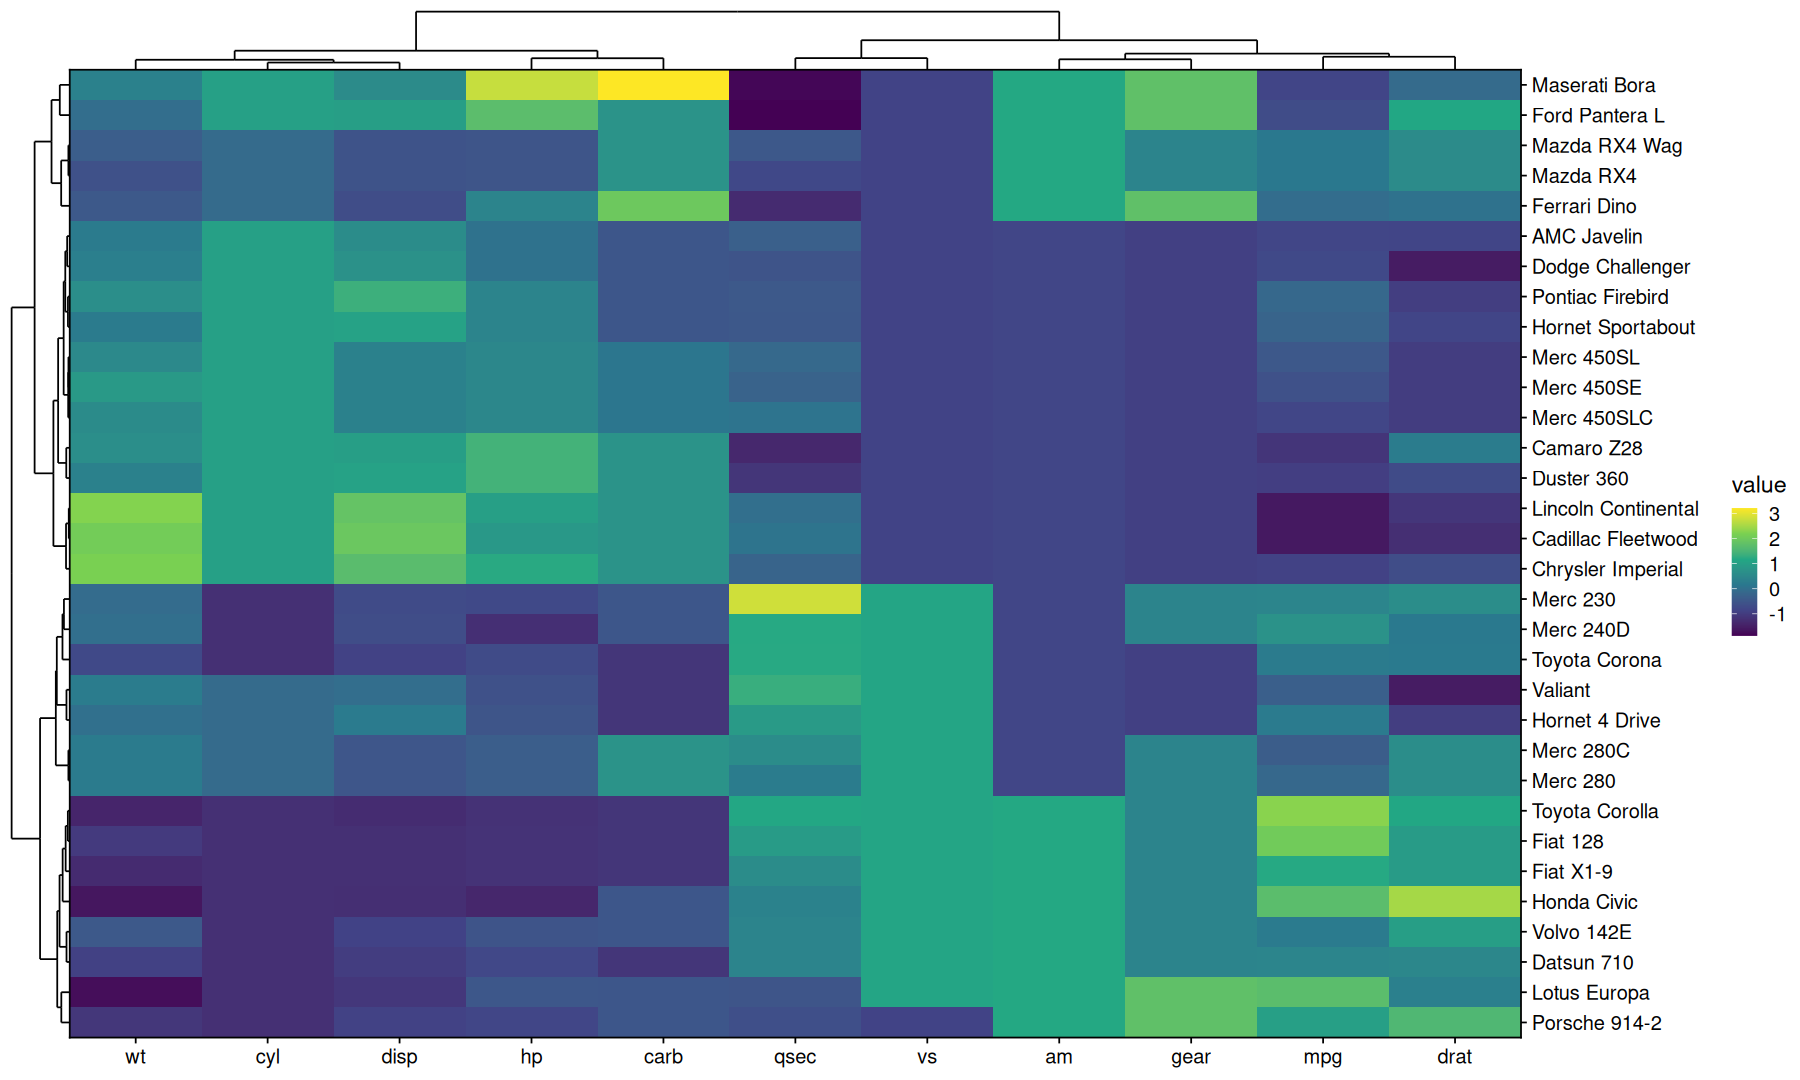 Maserati Bora
Ford Pantera L
Mazda RX4 Wag
Mazda RX4
Ferrari Dino
AMC Javelin
Dodge Challenger
Pontiac Firebird
Hornet Sportabout
Merc 450SL
Merc 450SE
Merc 450SLC
Camaro Z28
Duster 360
Lincoln Continental
Cadillac Fleetwood
Chrysler Imperial
Merc 230
Merc 240D
Toyota Corona
Valiant
Hornet 4 Drive
Merc 280C
Merc 280
Toyota Corolla
Fiat 128
Fiat X1-9
Honda Civic
Volvo 142E
Datsun 710
Lotus Europa
Porsche 914-2
wt cyl disp hp carb qsec vs am gear mpg drat
value
3
2
1
0
-1